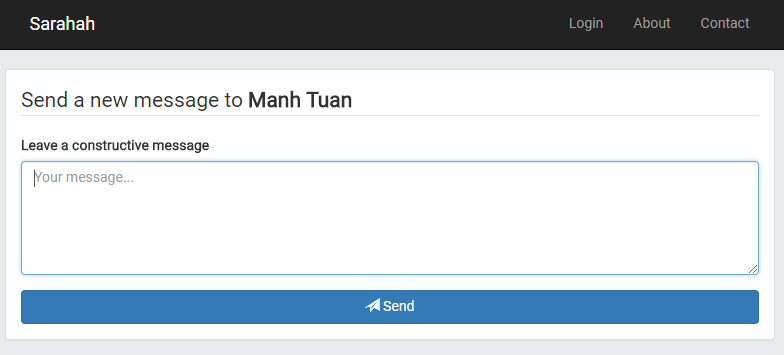 Sarahah Login About Contact
Send a new message to Manh Tuan
Leave a constructive message
Your message...
Send